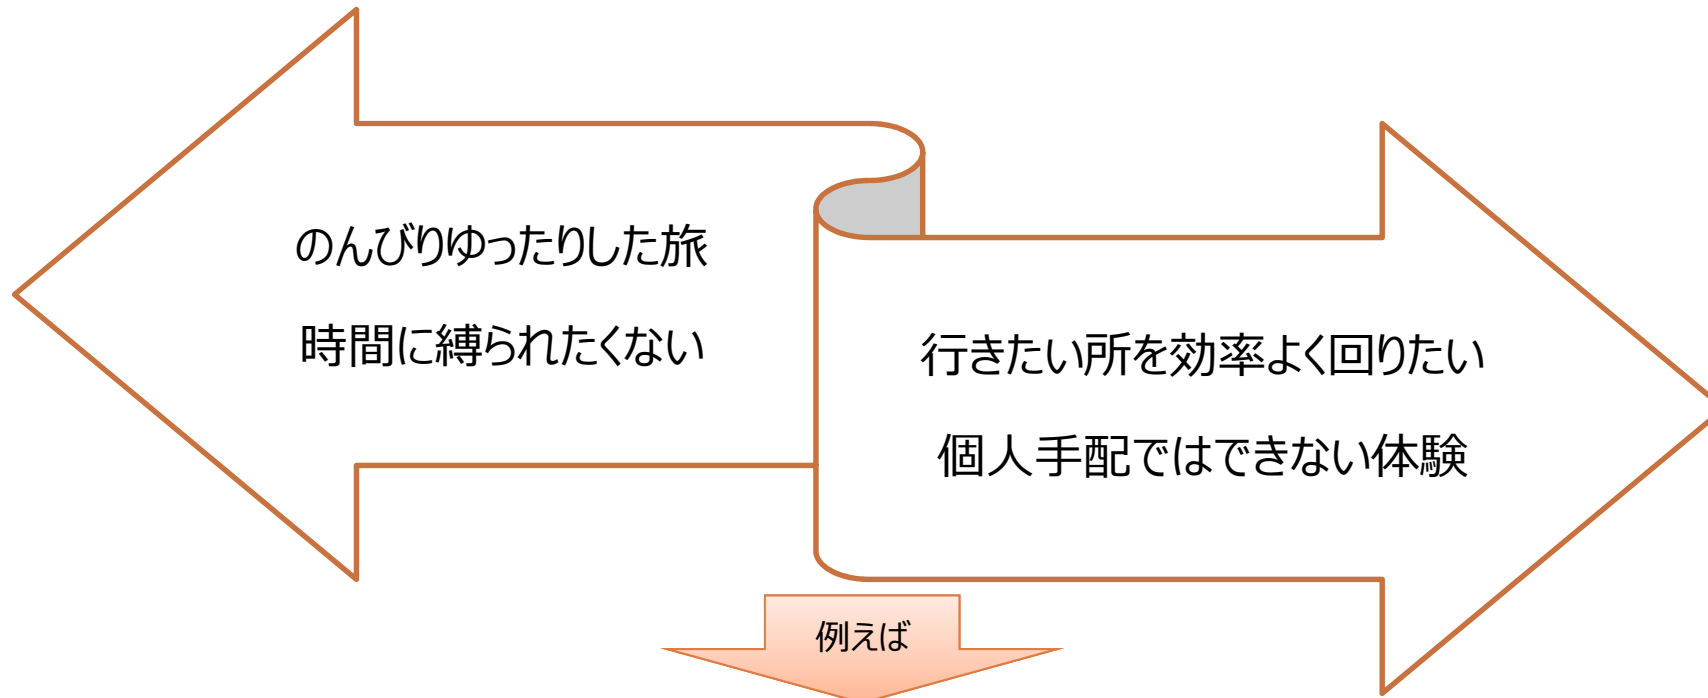 のんびりゆったりした旅
時間に縛られたくない
行きたい所を効率よく回りたい
個人手配ではできない体験
例えば